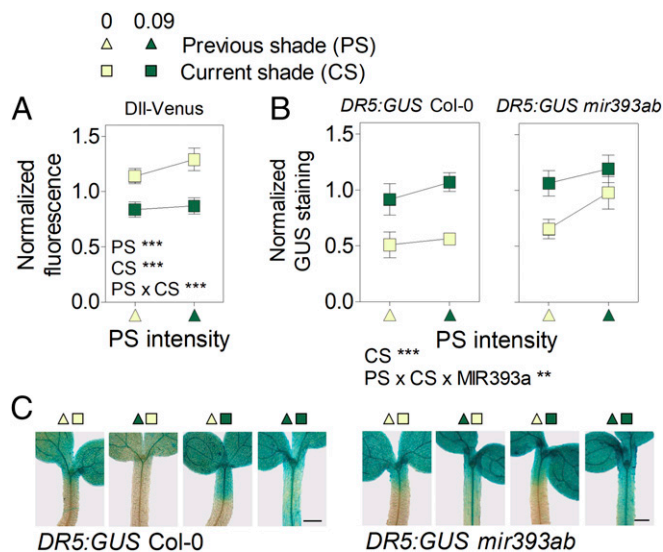 0 0.09
Previous shade (PS)
Current shade (CS)
A
DII-Venus
Normalized
fluorescence
1.5
1.0
0.5
0.0
PS ***
CS ***
PS x CS ***
PS intensity
B
DR5:GUS Col-0
DR5:GUS mir393ab
Normalized
GUS staining
1.5
1.0
0.5
0.0
PS intensity
CS ***
PS x CS x MIR393a **
C
DR5:GUS Col-0
DR5:GUS mir393ab